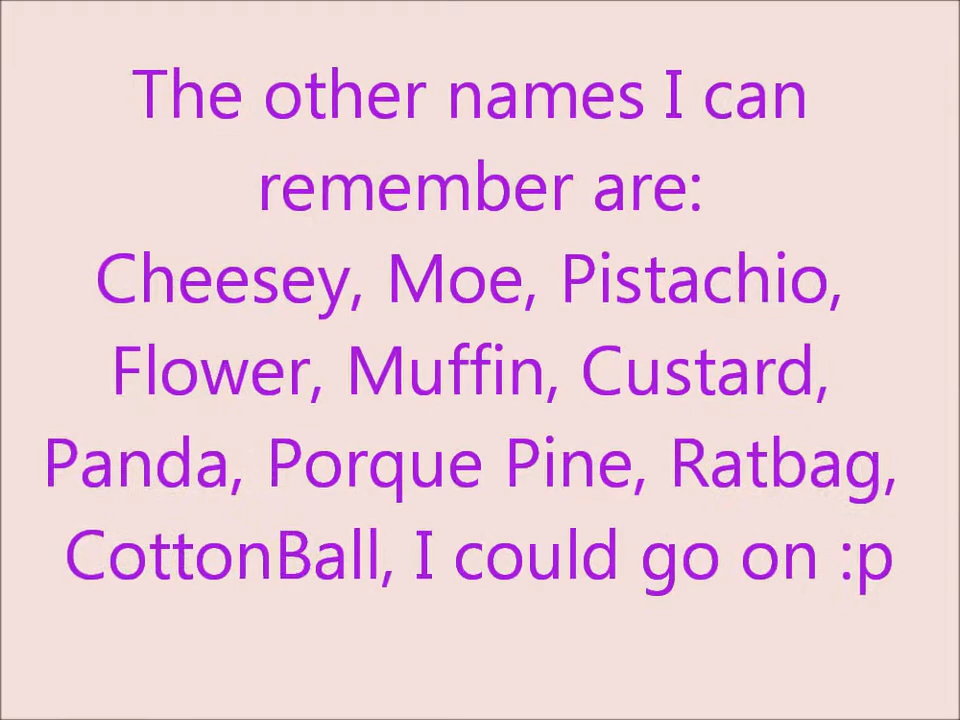 The other names I can
remember are:
Cheesey, Moe, Pistachio,
Flower, Muffin, Custard,
Panda, Porque Pine, Ratbag,
CottonBall, I could go on :p